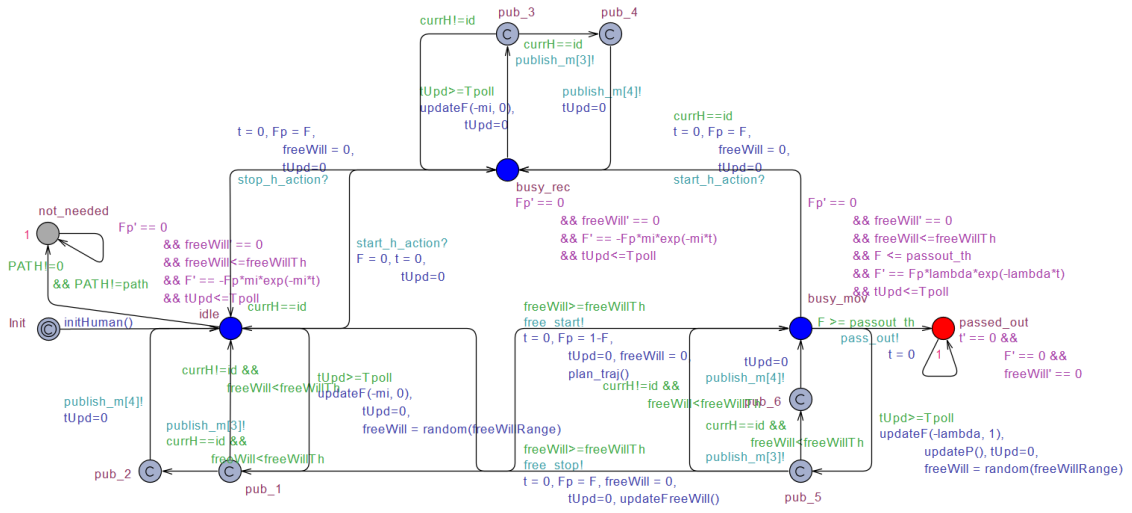 pub_3
pub_4
C
C
currH!=id
currH==id
publish_m[3]!
tUpd>=Tpoll
updateF(-mi, 0),
tUpd=0
publish_m[4]!
tUpd=0
currH==id
t = 0, Fp = F,
freeWill = 0,
tUpd=0
start_h_action?
t = 0, Fp = F,
freeWill = 0,
tUpd=0
stop_h_action?
busy_rec
Fp' == 0
&& freeWill' == 0
&& F' == -Fp*mi*exp(-mi*t)
&& tUpd<=Tpoll
not_needed
1
PATH!=0
&& PATH!=path
Fp' == 0
&& freeWill' == 0
&& freeWill<=freeWillTh
&& F' == -Fp*mi*exp(-mi*t)
&& tUpd<=Tpoll
idle
start_h_action?
F = 0, t = 0,
tUpd=0
currH==id
Fp' == 0
&& freeWill' == 0
&& freeWill<=freeWillTh
&& F <= passout_th
&& F' == Fp*lambda*exp(-lambda*t)
&& tUpd<=Tpoll
busy_mov
Init
C
initHuman()
freeWill>=freeWillTh
free_start!
t = 0, Fp = 1-F,
tUpd=0, freeWill = 0,
plan_traj()
F >= passout_th
pass_out!
t = 0
passed_out
1
t' == 0 &&
F' == 0 &&
freeWill' == 0
currH!=id &&
freeWill<freeWillTh
tUpd>=Tpoll
updateF(-mi, 0),
tUpd=0,
freeWill = random(freeWillRange)
publish_m[4]!
tUpd=0
publish_m[3]!
currH==id &&
freeWill<freeWillTh
pub_2
C
C
pub_1
currH!=id &&
freeWill<freeWillTh
tUpd=0
publish_m[4]!
pub_6
C
currH==id &&
freeWill<freeWillTh
publish_m[3]!
tUpd>=Tpoll
updateF(-lambda, 1),
updateP(), tUpd=0,
freeWill = random(freeWillRange)
freeWill>=freeWillTh
free_stop!
t = 0, Fp = F, freeWill = 0,
tUpd=0, updateFreeWill()
C
pub_5